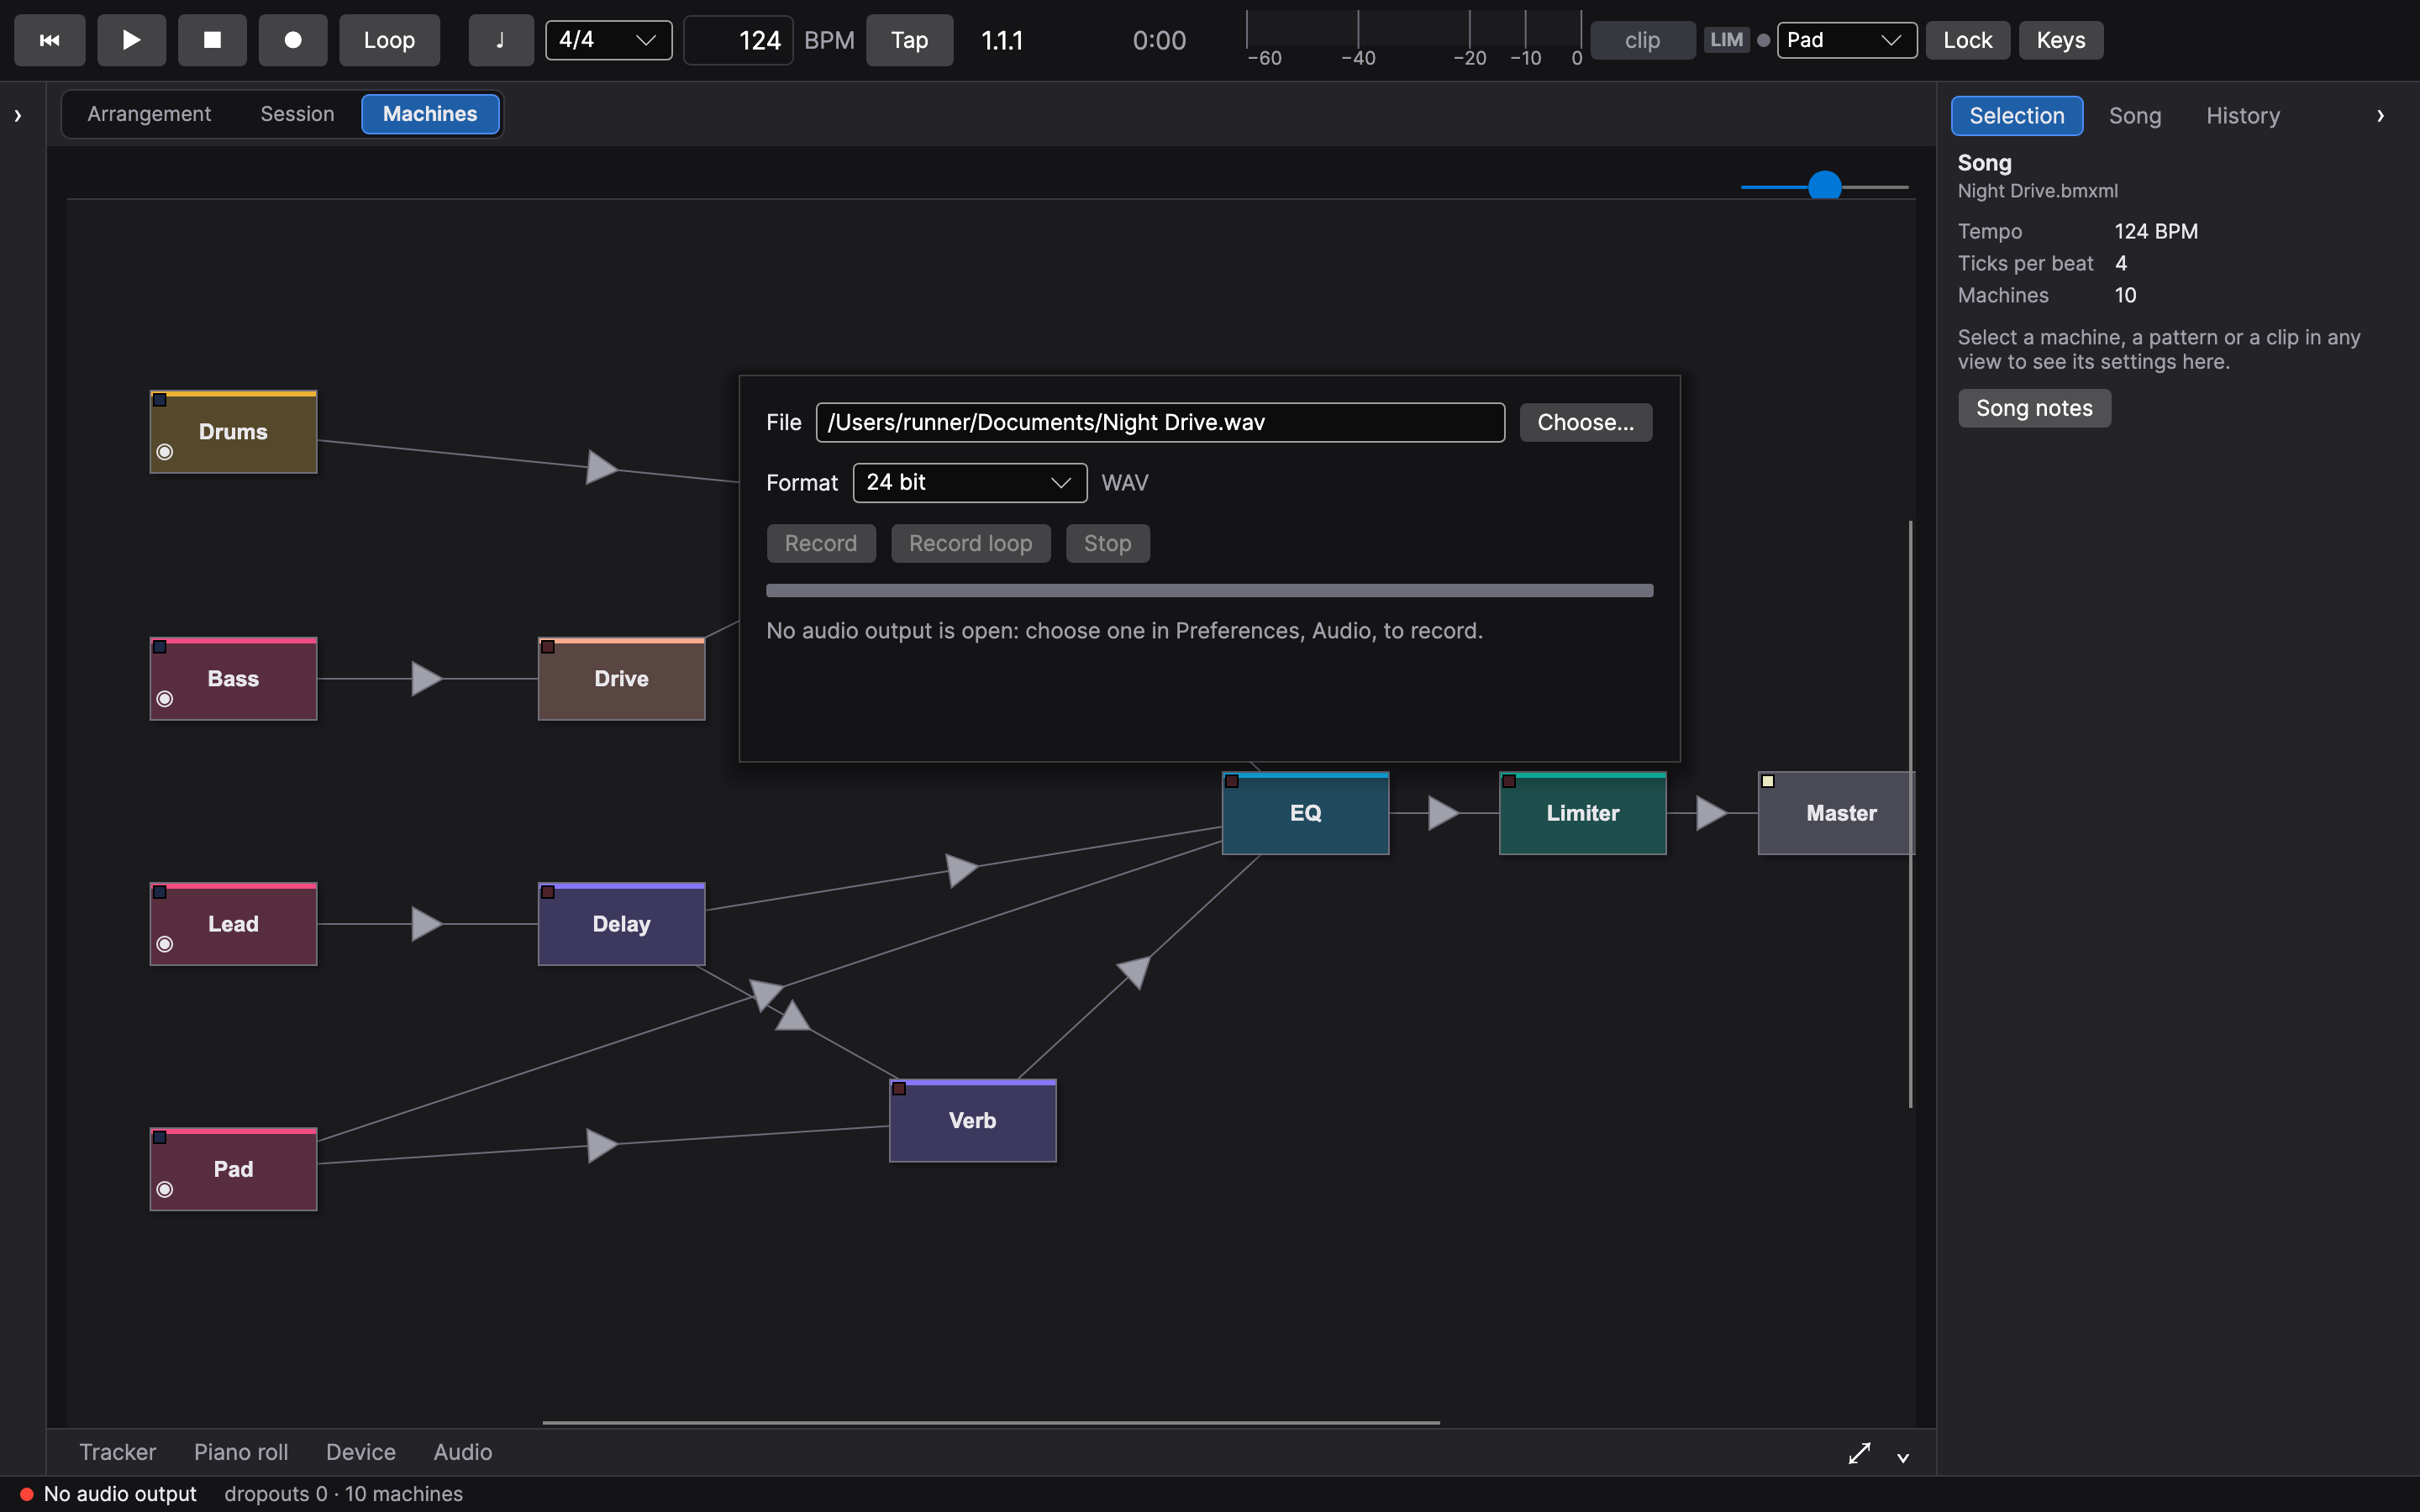 Loop
4/4
124 BPM
Tap
1.1.1
0:00
−60 −40 −20 −10 0
clip
LIM
Pad
Lock
Keys
Arrangement
Session
Machines
Selection
Song
History
Song
Night Drive.bmxml
Tempo 124 BPM
Ticks per beat 4
Machines 10
Select a machine, a pattern or a clip in any
view to see its settings here.
Song notes
File /Users/runner/Documents/Night Drive.wav Choose...
Format 24 bit WAV
Record Record loop Stop
No audio output is open: choose one in Preferences, Audio, to record.
Drums
Bass
Drive
EQ
Limiter
Master
Lead
Delay
Verb
Pad
Tracker
Piano roll
Device
Audio
No audio output dropouts 0 · 10 machines